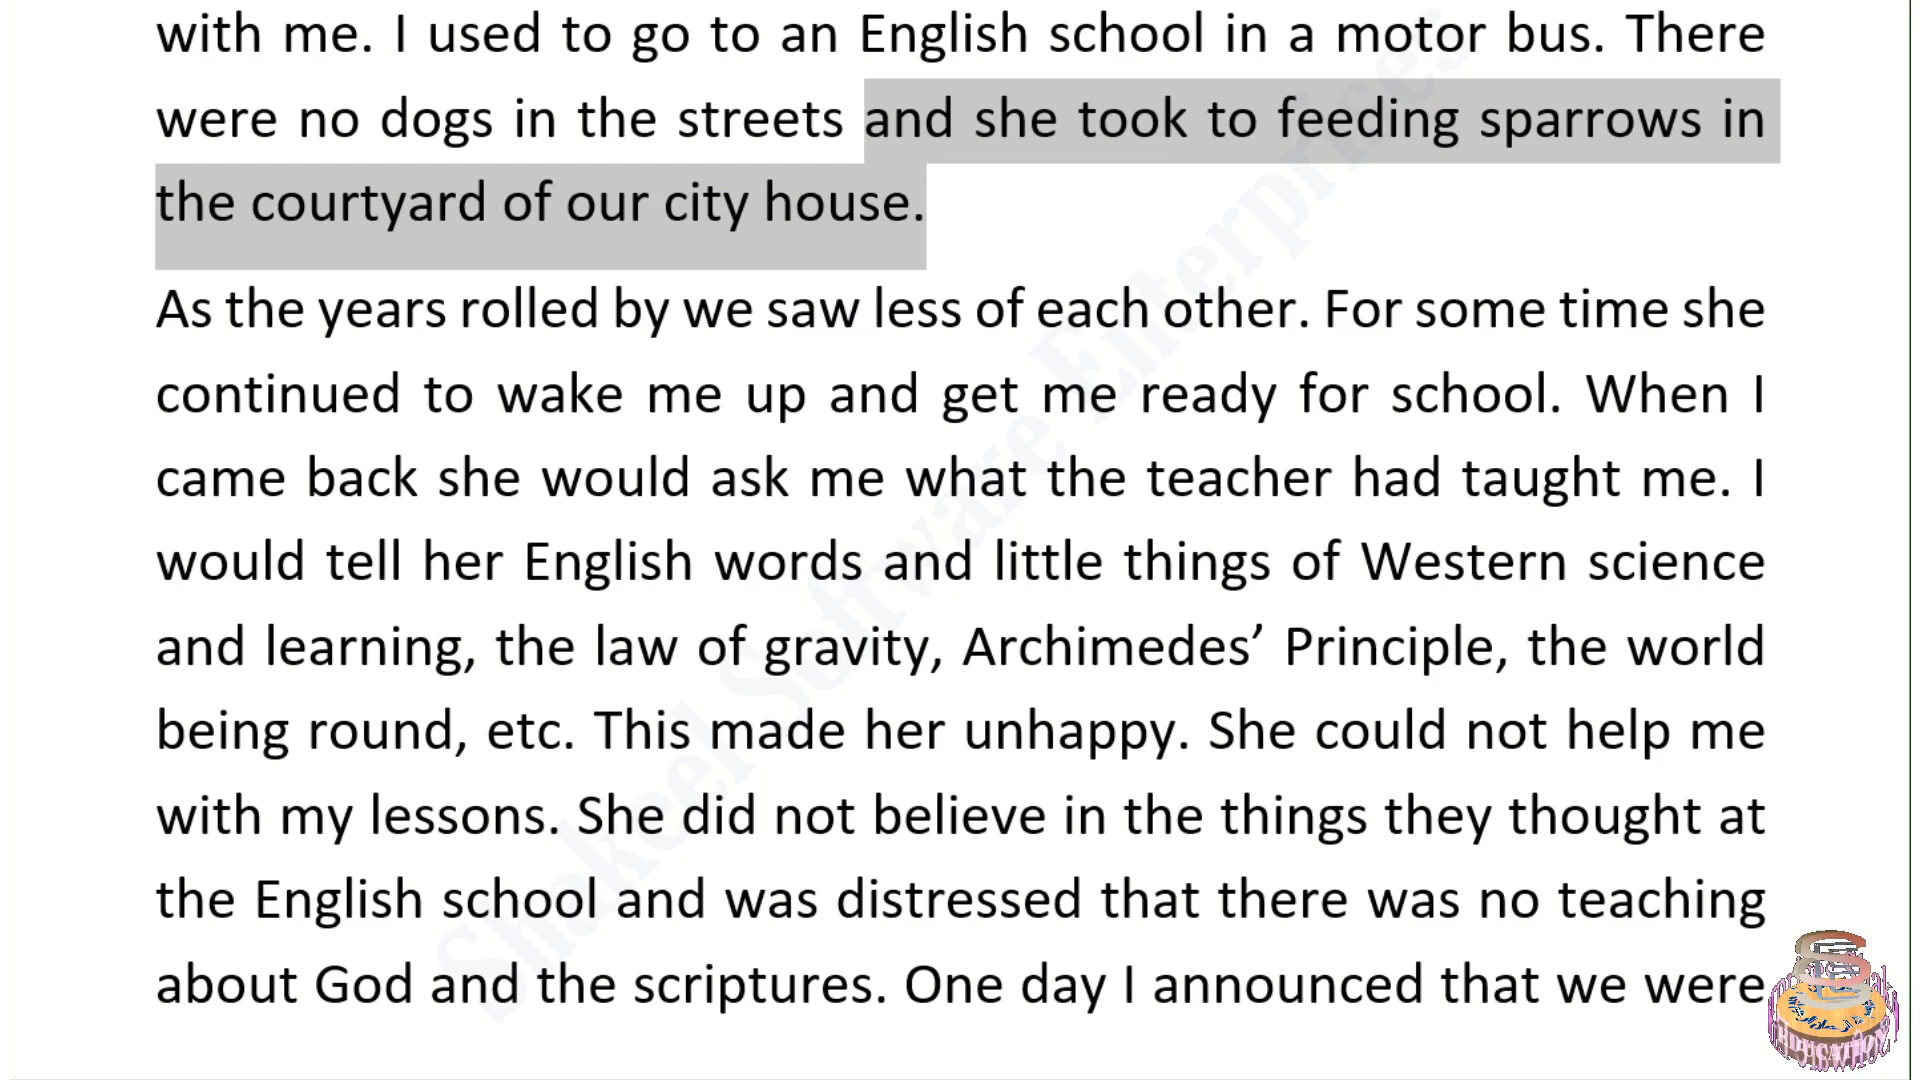 with me. I used to go to an English school in a motor bus. There
were no dogs in the streets and she took to feeding sparrows in
the courtyard of our city house.
As the years rolled by we saw less of each other. For some time she
continued to wake me up and get me ready for school. When I
came back she would ask me what the teacher had taught me. I
would tell her English words and little things of Western science
and learning, the law of gravity, Archimedes’ Principle, the world
being round, etc. This made her unhappy. She could not help me
with my lessons. She did not believe in the things they thought at
the English school and was distressed that there was no teaching
about God and the scriptures. One day I announced that we were
Shakeel Software Enterprises
EDUCATION